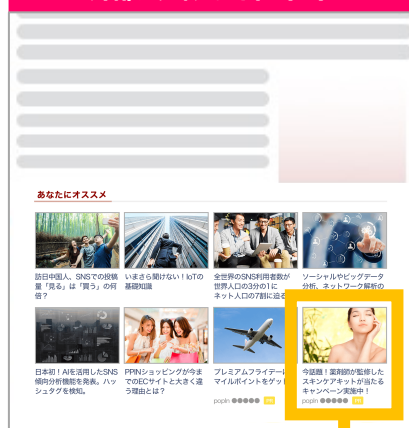 あなたにオススメ
訪日中国人、SNSでの投稿
量「見る」は「買う」の何
倍?
いまさら聞けない!IoTの
基礎知識
全世界のSNS利用者数が
世界人口の3分の1に
ネット人口の7割に迫る
ソーシャルやビッグデータ
分析、ネットワーク解析の
日本初!AIを活用したSNS
傾向分析機能を発表。ハッ
シュタグを検知。
PPINショッピングが今ま
でのECサイトと大きく違
う理由とは?
プレミアムフライデーに
マイルポイントをゲッ
popIn ●●●●● PR
今話題!薬剤師が監修した
スキンケアキットが当たる
キャンペーン実施中!
popIn ●●●●● PR